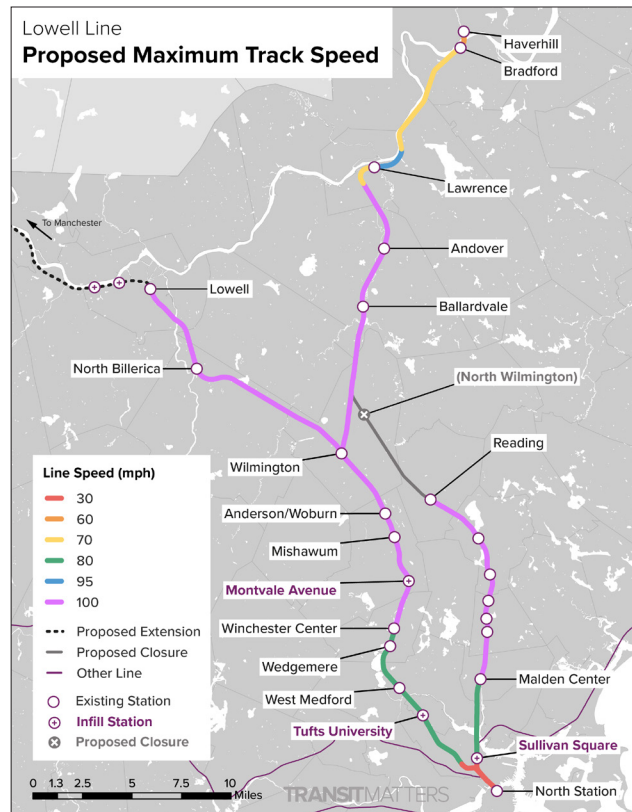 Lowell Line
Proposed Maximum Track Speed
Haverhill
Bradford
Lawrence
To Manchester
Andover
Lowell
Ballardvale
North Billerica
(North Wilmington)
Reading
Wilmington
Line Speed (mph)
30
60
70
80
95
100
Proposed Extension
Proposed Closure
Other Line
Existing Station
Infill Station
Proposed Closure
Anderson/Woburn
Mishawum
Montvale Avenue
Winchester Center
Wedgemere
Malden Center
West Medford
Tufts University
Sullivan Square
North Station
0 1.3 2.5 5 7.5 10
Miles
TRANSITMATTERS